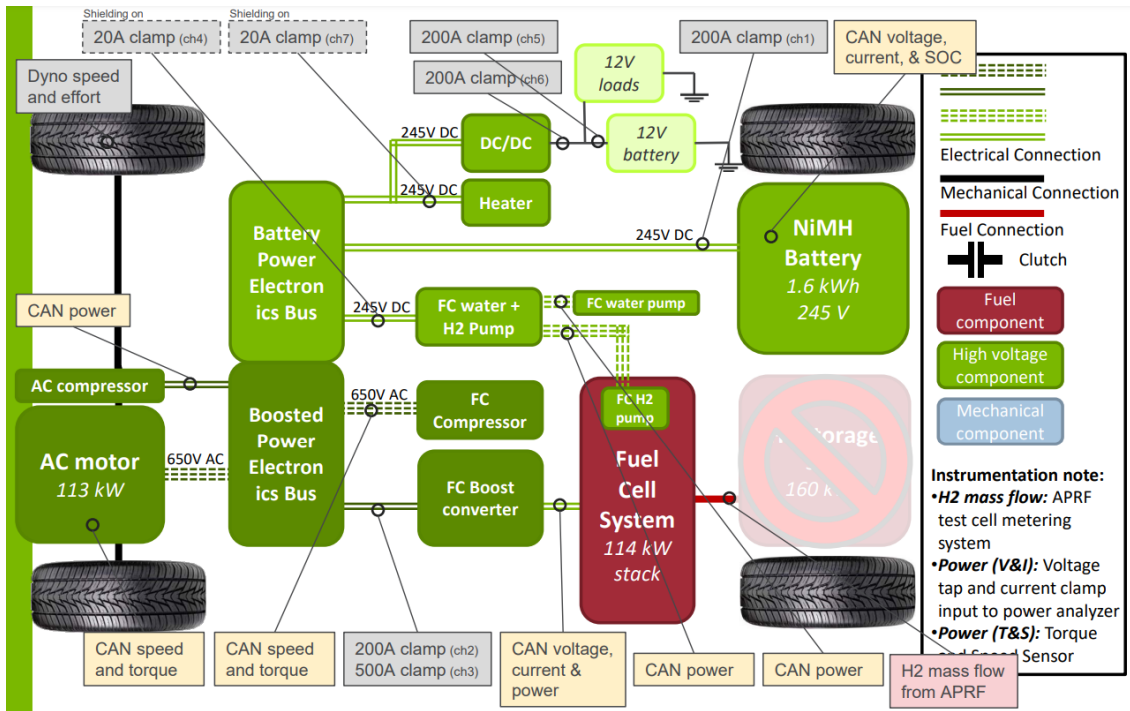 Shielding on
20A clamp (ch4)
Shielding on
20A clamp (ch7)
200A clamp (ch5)
200A clamp (ch6)
200A clamp (ch1)
CAN voltage,
current, & SOC
Dyno speed
and effort
12V
loads
12V
battery
245V DC
DC/DC
245V DC
Heater
Battery
Power
Electron
ics Bus
245V DC
NiMH
Battery
1.6 kWh
245 V
245V DC
FC water +
H2 Pump
FC water pump
CAN power
AC compressor
Boosted
Power
Electron
ics Bus
650V AC
FC
Compressor
FC H2
pump
AC motor
113 kW
650V AC
FC Boost
converter
Fuel
Cell
System
114 kW
stack
160
CAN speed
and torque
CAN speed
and torque
200A clamp (ch2)
500A clamp (ch3)
CAN voltage,
current &
power
CAN power
CAN power
H2 mass flow
from APRF
Electrical Connection
Mechanical Connection
Fuel Connection
Clutch
Fuel
component
High voltage
component
Mechanical
component
Instrumentation note:
•H2 mass flow: APRF
test cell metering
system
•Power (V&I): Voltage
tap and current clamp
input to power analyzer
•Power (T&S): Torque
and Speed Sensor